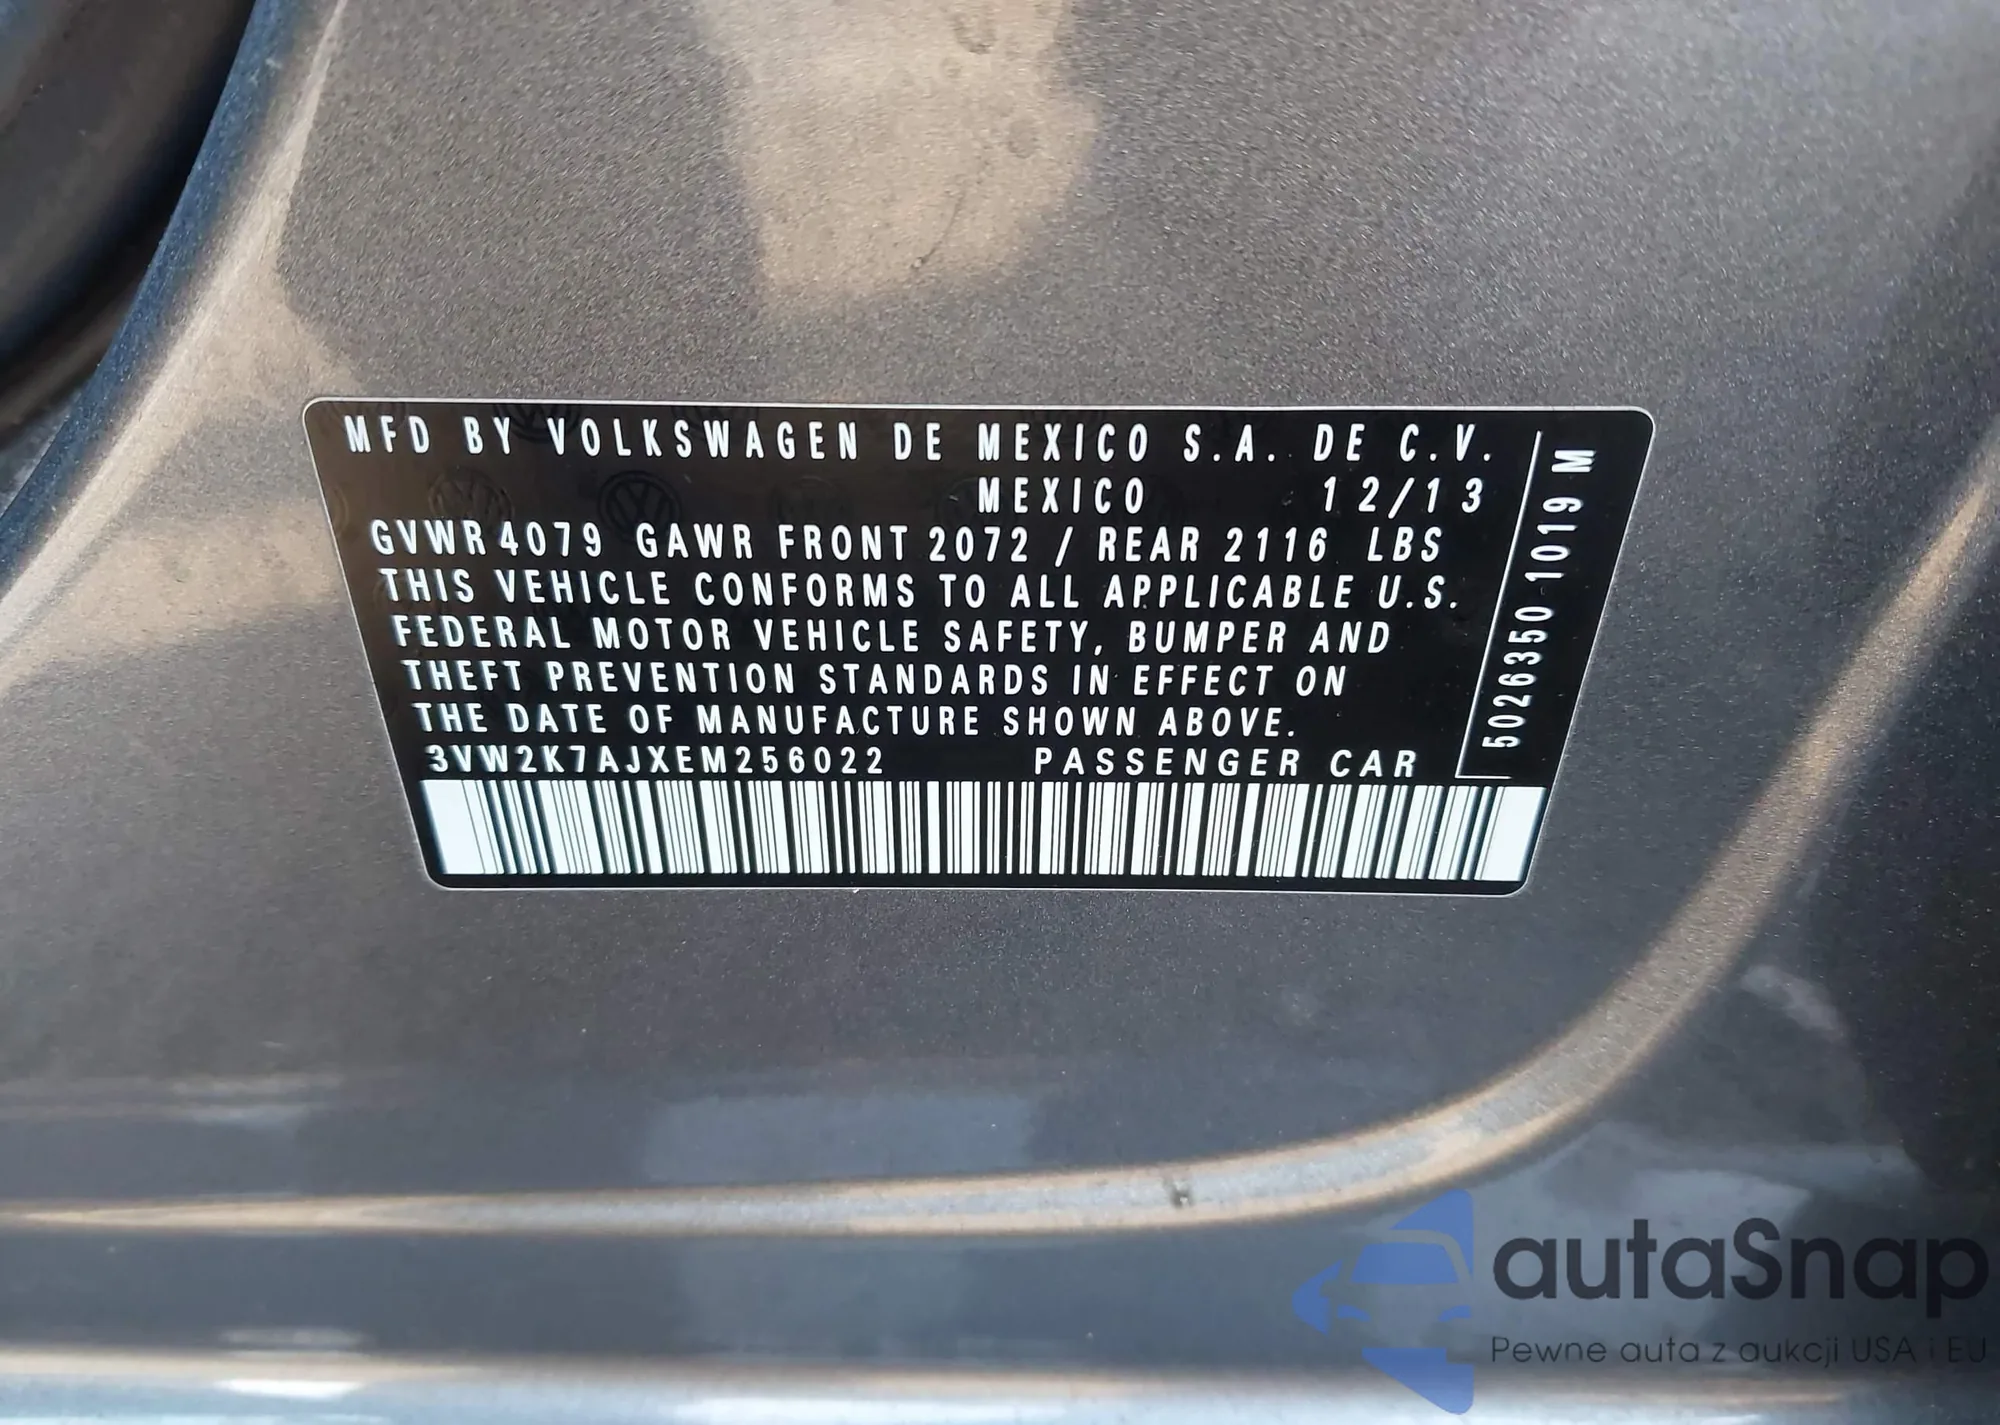 MFD BY VOLKSWAGEN DE MEXICO S.A. DE C.V.
MEXICO 12/13
GVWR 4079 GAWR FRONT 2072 / REAR 2116 LBS
THIS VEHICLE CONFORMS TO ALL APPLICABLE U.S.
FEDERAL MOTOR VEHICLE SAFETY, BUMPER AND
THEFT PREVENTION STANDARDS IN EFFECT ON
THE DATE OF MANUFACTURE SHOWN ABOVE.
3VW2K7AJXEM256022 PASSENGER CAR
5026350 1019 M
autaSnap
Pewne auta z aukcji USA i EU